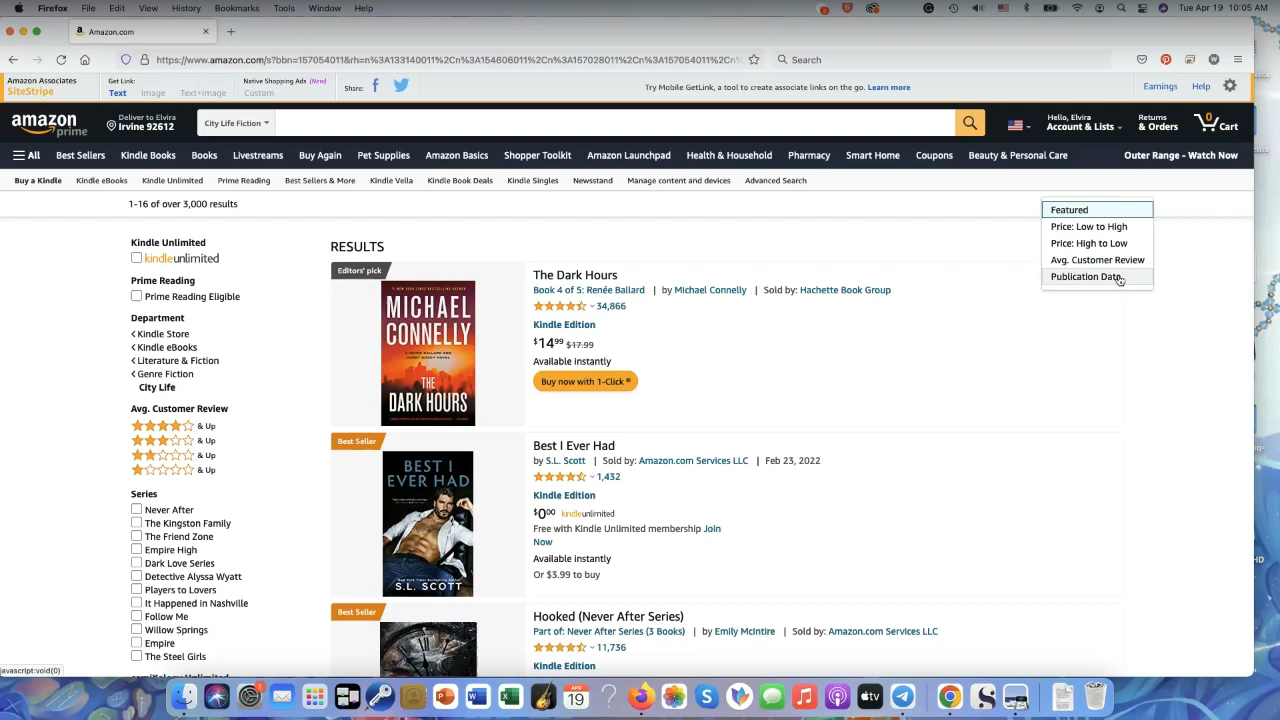 Firefox File Edit View History Bookmarks Tools Window Help
Tue Apr 19 10:05 AM
Amazon.com
https://www.amazon.com/s?bbn=157054011&rh=n%3A133140011%2Cn%3A154606011%2Cn%3A157028011%2Cn%3A157054011%2Cn%
Search
Amazon Associates
SiteStripe
Get Link:
Text Image Text+Image
Native Shopping Ads (New)
Custom
Share:
Try Mobile GetLink, a tool to create associate links on the go. Learn more
Earnings Help
amazon prime
Deliver to Elvira
Irvine 92612
City Life Fiction
Hello, Elvira
Account & Lists
Returns
& Orders
0
Cart
All Best Sellers Kindle Books Books Livestreams Buy Again Pet Supplies Amazon Basics Shopper Toolkit Amazon Launchpad Health & Household Pharmacy Smart Home Coupons Beauty & Personal Care Outer Range - Watch Now
Buy a Kindle Kindle eBooks Kindle Unlimited Prime Reading Best Sellers & More Kindle Vella Kindle Book Deals Kindle Singles Newsstand Manage content and devices Advanced Search
1-16 of over 3,000 results
Featured
Price: Low to High
Price: High to Low
Avg. Customer Review
Publication Date
Kindle Unlimited
kindleunlimited
Prime Reading
Prime Reading Eligible
Department
Kindle Store
Kindle eBooks
Literature & Fiction
Genre Fiction
City Life
Avg. Customer Review
& Up
& Up
& Up
& Up
Series
Never After
The Kingston Family
The Friend Zone
Empire High
Dark Love Series
Detective Alyssa Wyatt
Players to Lovers
It Happened in Nashville
Follow Me
Willow Springs
Empire
The Steel Girls
javascript:void(0)
RESULTS
Editors' pick
MICHAEL
CONNELLY
THE
DARK HOURS
The Dark Hours
Book 4 of 5: Renée Ballard | by Michael Connelly | Sold by: Hachette Book Group
34,866
Kindle Edition
$14.99 $17.99
Available instantly
Buy now with 1-Click ®
Best Seller
BEST I
EVER HAD
S.L. SCOTT
Best I Ever Had
by S.L. Scott | Sold by: Amazon.com Services LLC | Feb 23, 2022
1,432
Kindle Edition
$0.00 kindleunlimited
Free with Kindle Unlimited membership Join
Now
Available instantly
Or $3.99 to buy
Best Seller
Hooked (Never After Series)
Part of: Never After Series (3 Books) | by Emily McIntire | Sold by: Amazon.com Services LLC
11,736
Kindle Edition
APR
19
tv